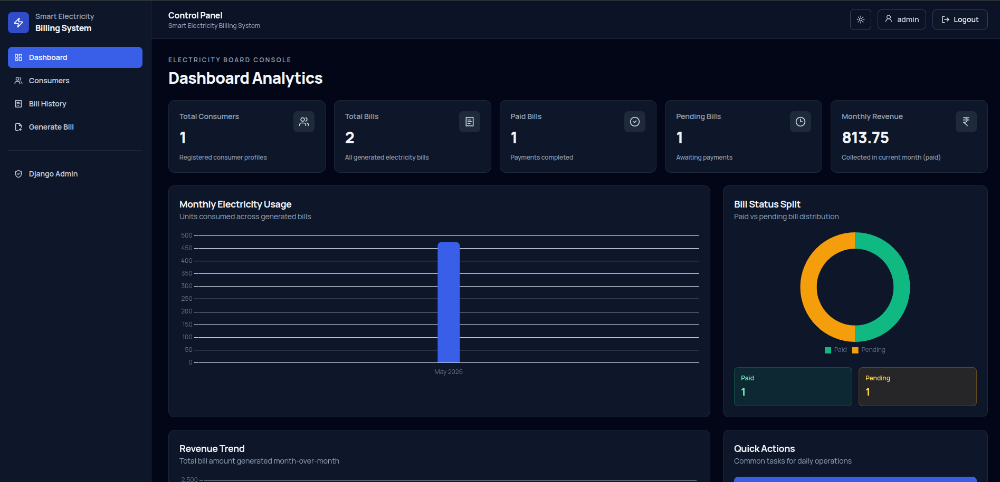 Smart Electricity
Billing System
Dashboard
Consumers
Bill History
Generate Bill
Django Admin
Control Panel
Smart Electricity Billing System
admin
Logout
ELECTRICITY BOARD CONSOLE
Dashboard Analytics
Total Consumers
1
Registered consumer profiles
Total Bills
2
All generated electricity bills
Paid Bills
1
Payments completed
Pending Bills
1
Awaiting payments
Monthly Revenue
₹
813.75
Collected in current month (paid)
Monthly Electricity Usage
Units consumed across generated bills
500
450
400
350
300
250
200
150
100
50
0
May 2026
Bill Status Split
Paid vs pending bill distribution
Paid Pending
Paid
1
Pending
1
Revenue Trend
Total bill amount generated month-over-month
2,500
Quick Actions
Common tasks for daily operations